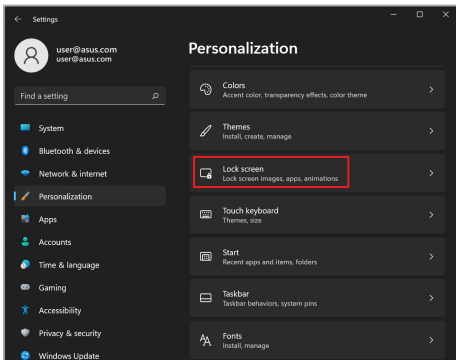 Settings
user@asus.com
user@asus.com
Find a setting
System
Bluetooth & devices
Network & internet
Personalization
Apps
Accounts
Time & language
Gaming
Accessibility
Privacy & security
Windows Update
Personalization
Colors
Accent color, transparency effects, color theme
Themes
Install, create, manage
Lock screen
Lock screen images, apps, animations
Touch keyboard
Themes, size
Start
Recent apps and items, folders
Taskbar
Taskbar behaviors, system pins
Fonts
Install, manage